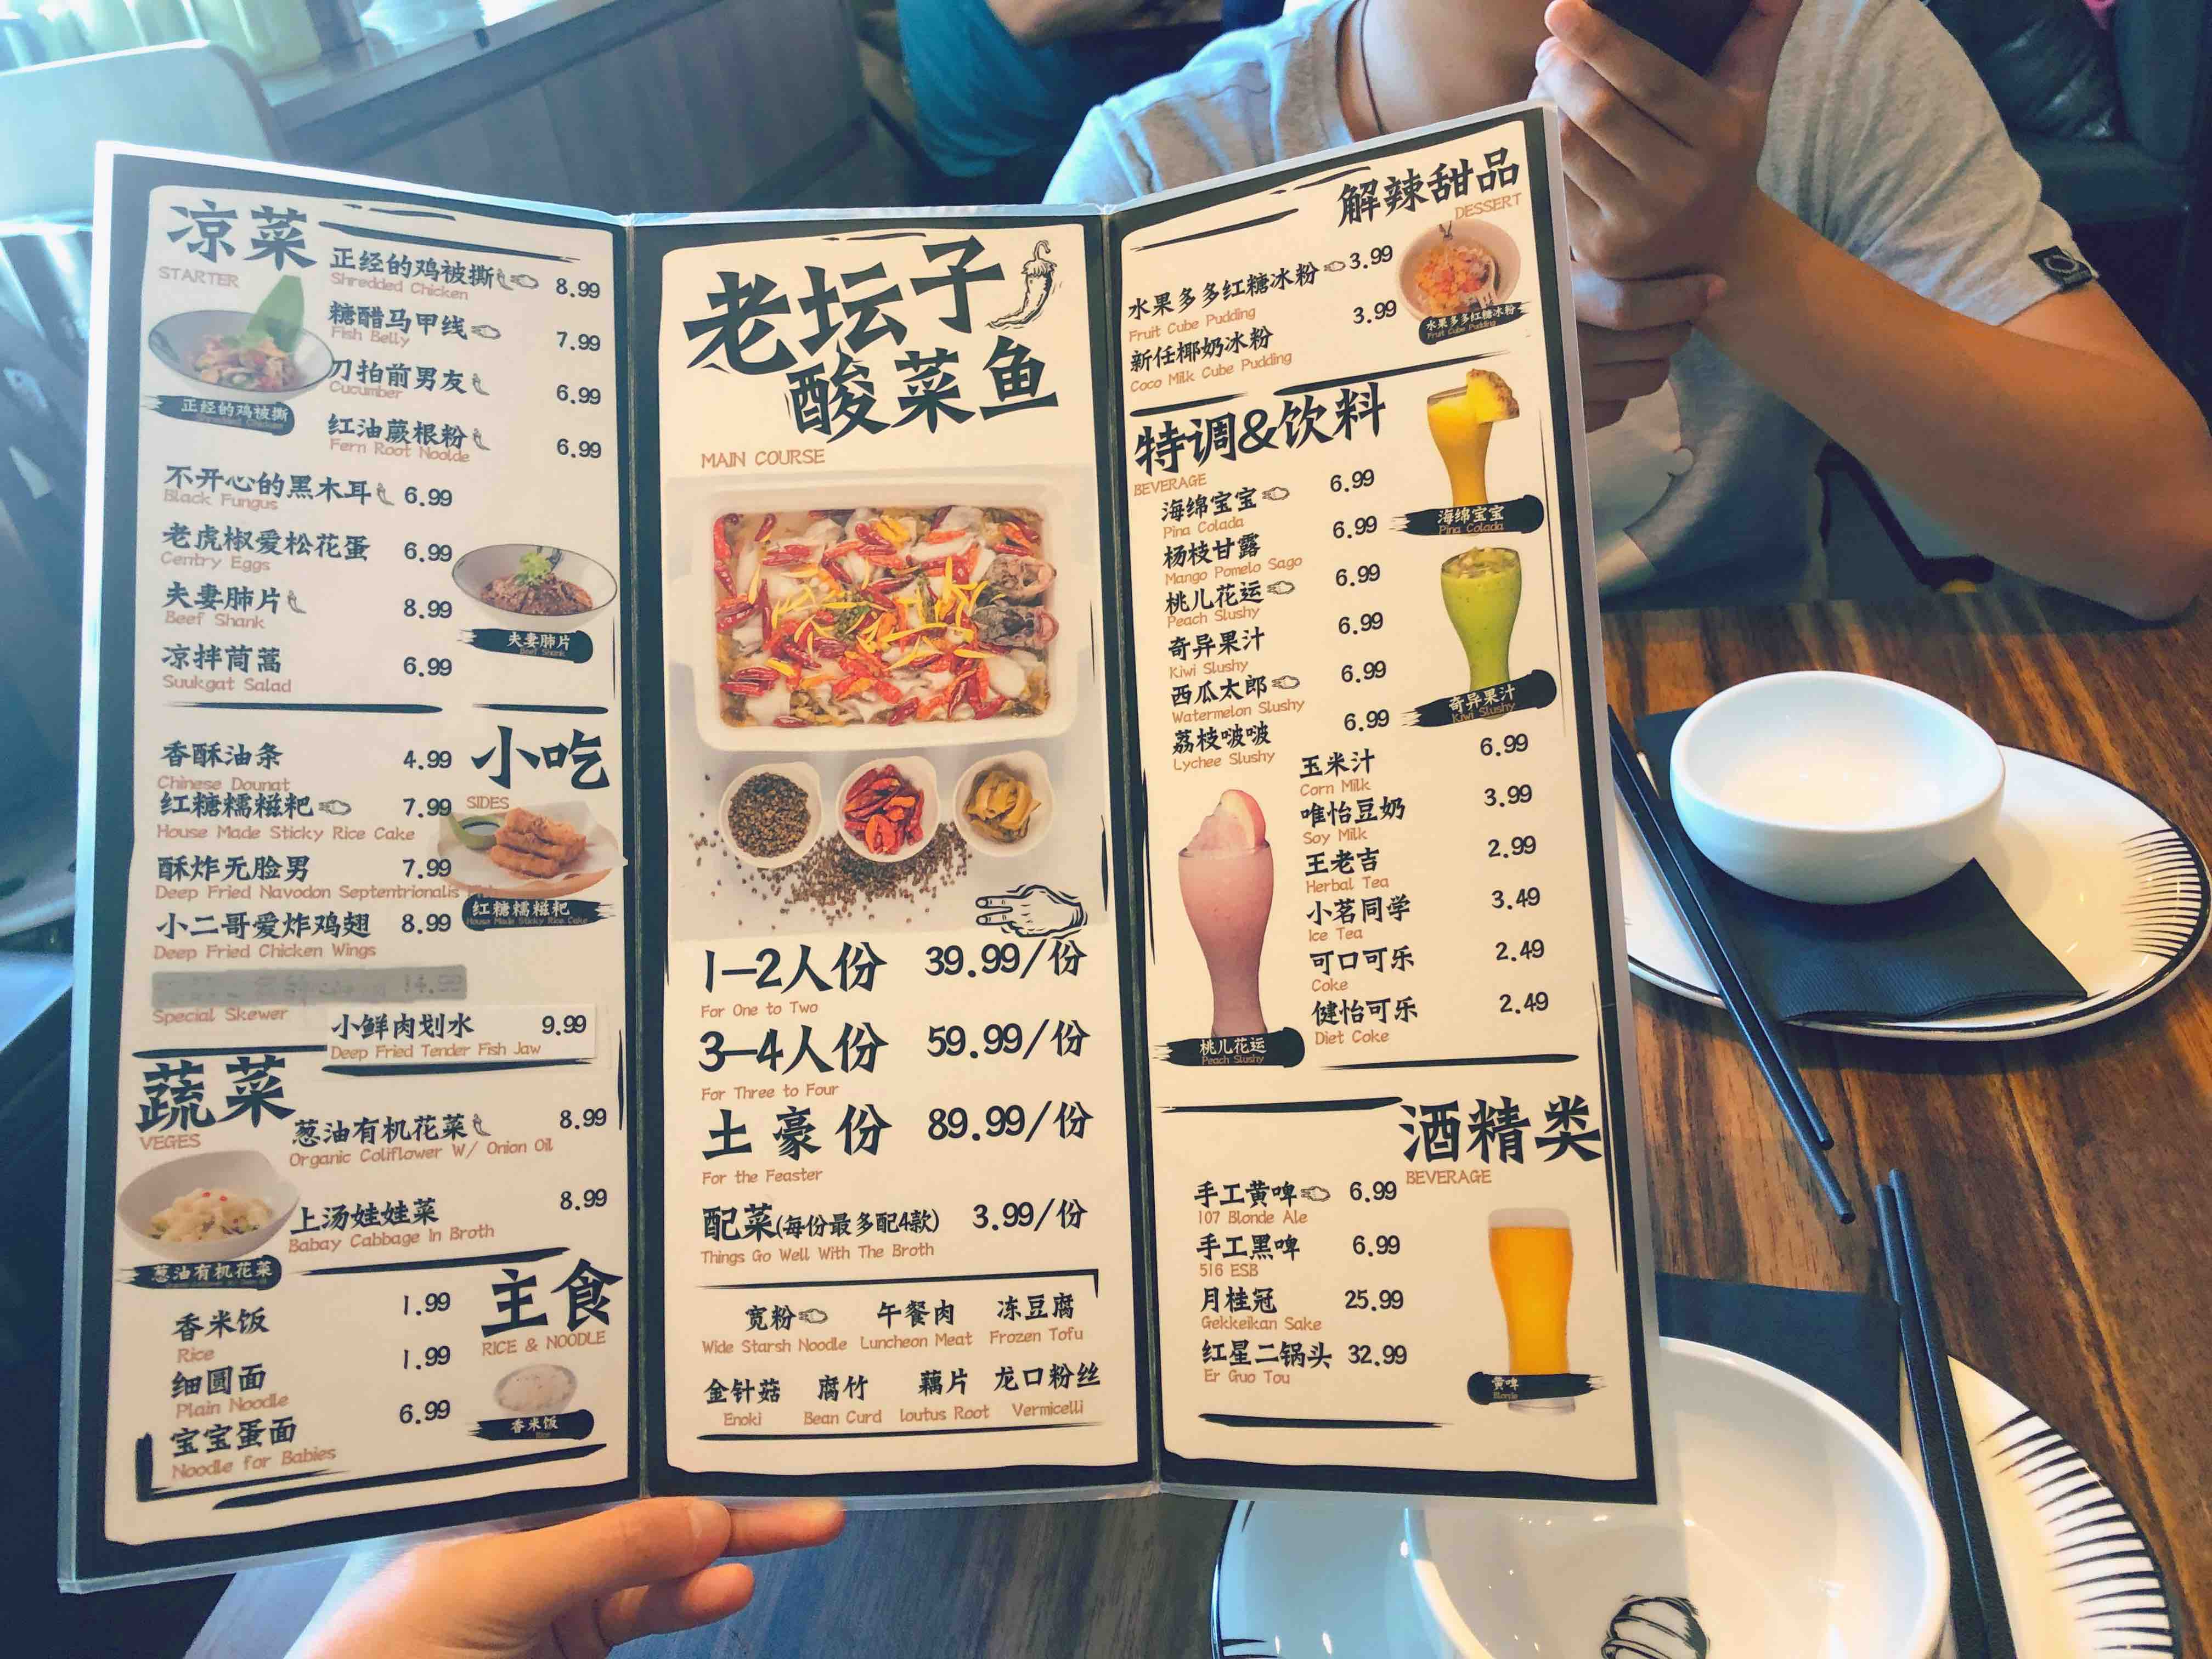 凉菜
STARTER
正经的鸡被撕 8.99
Shredded Chicken
糖醋马甲线 7.99
Fish Belly
刀拍前男友 6.99
Cucumber
红油蕨根粉 6.99
Fern Root Noolde
正经的鸡被撕
不开心的黑木耳 6.99
Black Fungus
老虎椒爱松花蛋 6.99
Centry Eggs
夫妻肺片 8.99
Beef Shank
夫妻肺片
Beef Shank
凉拌茼蒿 6.99
Suukgat Salad
小吃
SIDES
香酥油条 4.99
Chinese Dounat
红糖糯糍粑 7.99
House Made Sticky Rice Cake
酥炸无脸男 7.99
Deep Fried Navodon Septentrionalis
红糖糯糍粑
House Made Sticky Rice Cake
小二哥爱炸鸡翅 8.99
Deep Fried Chicken Wings
14.99
Special Skewer
小鲜肉划水 9.99
Deep Fried Tender Fish Jaw
蔬菜
VEGES
葱油有机花菜 8.99
Organic Coliflower W/ Onion Oil
上汤娃娃菜 8.99
Babay Cabbage In Broth
葱油有机花菜
主食
RICE & NOODLE
香米饭 1.99
Rice
细圆面 1.99
Plain Noodle
宝宝蛋面 6.99
Noodle for Babies
香米饭
Rice
老坛子
酸菜鱼
MAIN COURSE
1-2人份 39.99/份
For One to Two
3-4人份 59.99/份
For Three to Four
土豪份 89.99/份
For the Feaster
配菜(每份最多配4款) 3.99/份
Things Go Well With The Broth
宽粉 午餐肉 冻豆腐
Wide Starsh Noodle Luncheon Meat Frozen Tofu
金针菇 腐竹 藕片 龙口粉丝
Enoki Bean Curd loutus Root Vermicelli
解辣甜品
DESSERT
水果多多红糖冰粉 3.99
Fruit Cube Pudding
新任椰奶冰粉 3.99
Coco Milk Cube Pudding
水果多多红糖冰粉
Fruit Cube Pudding
特调&饮料
BEVERAGE
海绵宝宝 6.99
Pina Colada
杨枝甘露 6.99
Mango Pomelo Sago
桃儿花运 6.99
Peach Slushy
奇异果汁 6.99
Kiwi Slushy
西瓜太郎 6.99
Watermelon Slushy
荔枝啵啵 6.99
Lychee Slushy
海绵宝宝
Pina Colada
奇异果汁
Kiwi Slushy
玉米汁 6.99
Corn Milk
唯怡豆奶 3.99
Soy Milk
王老吉 2.99
Herbal Tea
小茗同学 3.49
Ice Tea
可口可乐 2.49
Coke
健怡可乐 2.49
Diet Coke
桃儿花运
Peach Slushy
酒精类
BEVERAGE
手工黄啤 6.99
107 Blonde Ale
手工黑啤 6.99
516 ESB
月桂冠 25.99
Gekkeikan Sake
红星二锅头 32.99
Er Guo Tou
黄啤
Blonde